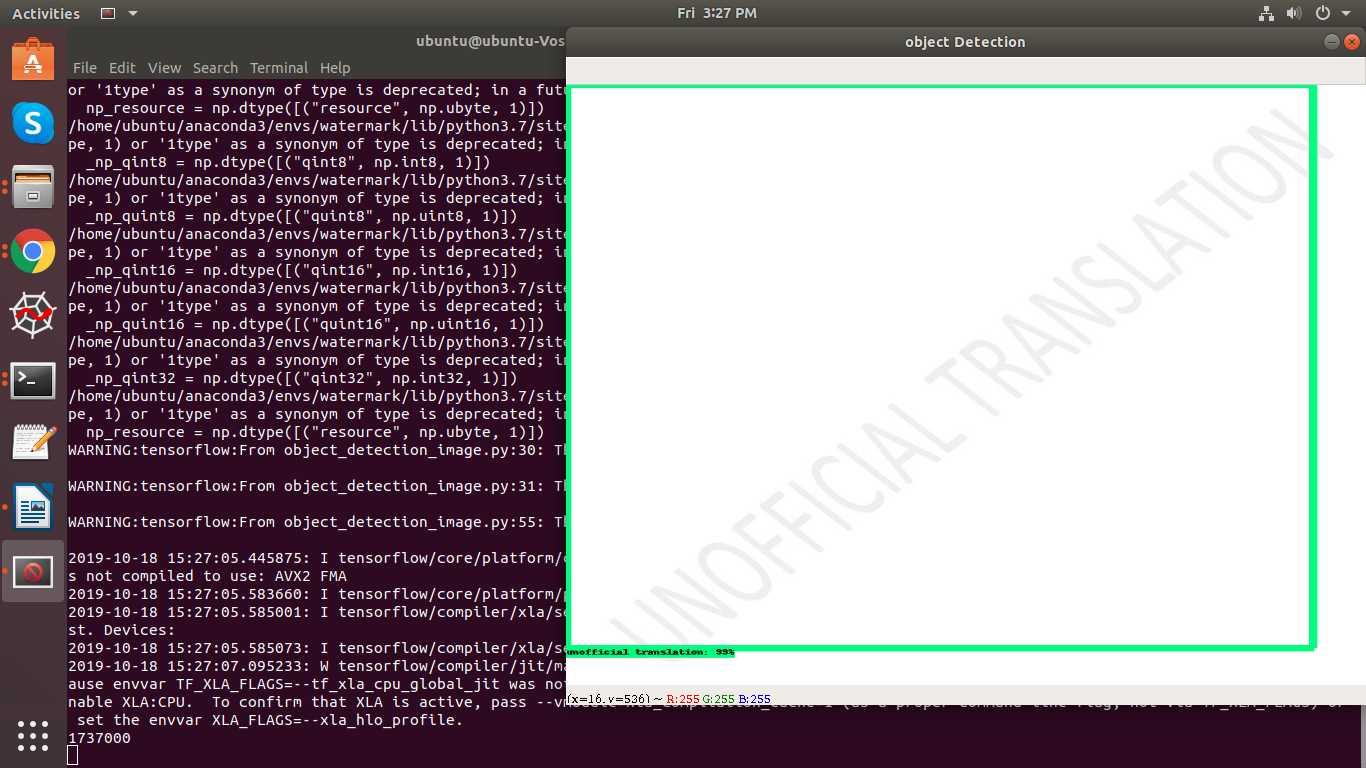 Activities
Fri 3:27 PM
ubuntu@ubuntu-Vos
File Edit View Search Terminal Help
or '1type' as a synonym of type is deprecated; in a futu
np_resource = np.dtype([("resource", np.ubyte, 1)])
/home/ubuntu/anaconda3/envs/watermark/lib/python3.7/site
pe, 1) or '1type' as a synonym of type is deprecated; in
_np_qint8 = np.dtype([("qint8", np.int8, 1)])
/home/ubuntu/anaconda3/envs/watermark/lib/python3.7/site
pe, 1) or '1type' as a synonym of type is deprecated; in
_np_quint8 = np.dtype([("quint8", np.uint8, 1)])
/home/ubuntu/anaconda3/envs/watermark/lib/python3.7/site
pe, 1) or '1type' as a synonym of type is deprecated; in
_np_qint16 = np.dtype([("qint16", np.int16, 1)])
/home/ubuntu/anaconda3/envs/watermark/lib/python3.7/site
pe, 1) or '1type' as a synonym of type is deprecated; in
_np_quint16 = np.dtype([("quint16", np.uint16, 1)])
/home/ubuntu/anaconda3/envs/watermark/lib/python3.7/site
pe, 1) or '1type' as a synonym of type is deprecated; in
_np_qint32 = np.dtype([("qint32", np.int32, 1)])
/home/ubuntu/anaconda3/envs/watermark/lib/python3.7/site
pe, 1) or '1type' as a synonym of type is deprecated; in
np_resource = np.dtype([("resource", np.ubyte, 1)])
WARNING:tensorflow:From object_detection_image.py:30: Th
WARNING:tensorflow:From object_detection_image.py:31: Th
WARNING:tensorflow:From object_detection_image.py:55: Th
2019-10-18 15:27:05.445875: I tensorflow/core/platform/c
s not compiled to use: AVX2 FMA
2019-10-18 15:27:05.583660: I tensorflow/core/platform/p
2019-10-18 15:27:05.585001: I tensorflow/compiler/xla/se
st. Devices:
2019-10-18 15:27:05.585073: I tensorflow/compiler/xla/se
2019-10-18 15:27:07.095233: W tensorflow/compiler/jit/ma
ause envvar TF_XLA_FLAGS=--tf_xla_cpu_global_jit was not
nable XLA:CPU.  To confirm that XLA is active, pass
set the envvar XLA_FLAGS=--xla_hlo_profile.
1737000
object Detection
UNOFFICIAL TRANSLATION
unofficial translation: 99%
(x=16, y=536) ~ R:255 G:255 B:255